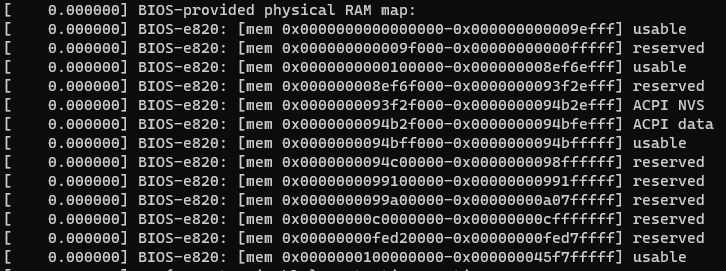 [    0.000000] BIOS-provided physical RAM map:
[    0.000000] BIOS-e820: [mem 0x0000000000000000-0x000000000009efff] usable
[    0.000000] BIOS-e820: [mem 0x000000000009f000-0x00000000000fffff] reserved
[    0.000000] BIOS-e820: [mem 0x0000000000100000-0x000000008ef6efff] usable
[    0.000000] BIOS-e820: [mem 0x000000008ef6f000-0x0000000093f2efff] reserved
[    0.000000] BIOS-e820: [mem 0x0000000093f2f000-0x0000000094b2efff] ACPI NVS
[    0.000000] BIOS-e820: [mem 0x0000000094b2f000-0x0000000094bfefff] ACPI data
[    0.000000] BIOS-e820: [mem 0x0000000094bff000-0x0000000094bfffff] usable
[    0.000000] BIOS-e820: [mem 0x0000000094c00000-0x0000000098ffffff] reserved
[    0.000000] BIOS-e820: [mem 0x0000000099100000-0x00000000991fffff] reserved
[    0.000000] BIOS-e820: [mem 0x0000000099a00000-0x00000000a07fffff] reserved
[    0.000000] BIOS-e820: [mem 0x00000000c0000000-0x00000000cfffffff] reserved
[    0.000000] BIOS-e820: [mem 0x00000000fed20000-0x00000000fed7ffff] reserved
[    0.000000] BIOS-e820: [mem 0x0000000100000000-0x000000045f7fffff] usable